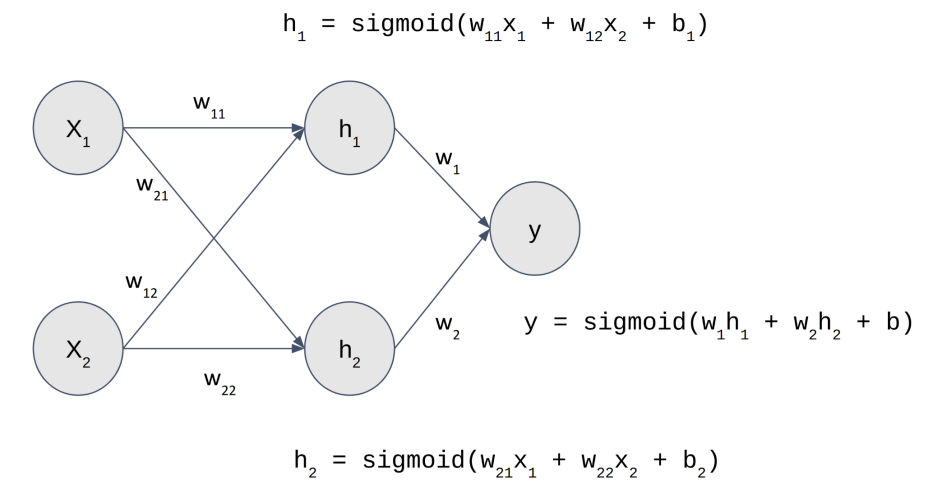 h₁ = sigmoid(w₁₁x₁ + w₁₂x₂ + b₁)
w₁₁
X₁
h₁
w₁
w₂₁
y
w₁₂
w₂
y = sigmoid(w₁h₁ + w₂h₂ + b)
X₂
h₂
w₂₂
h₂ = sigmoid(w₂₁x₁ + w₂₂x₂ + b₂)